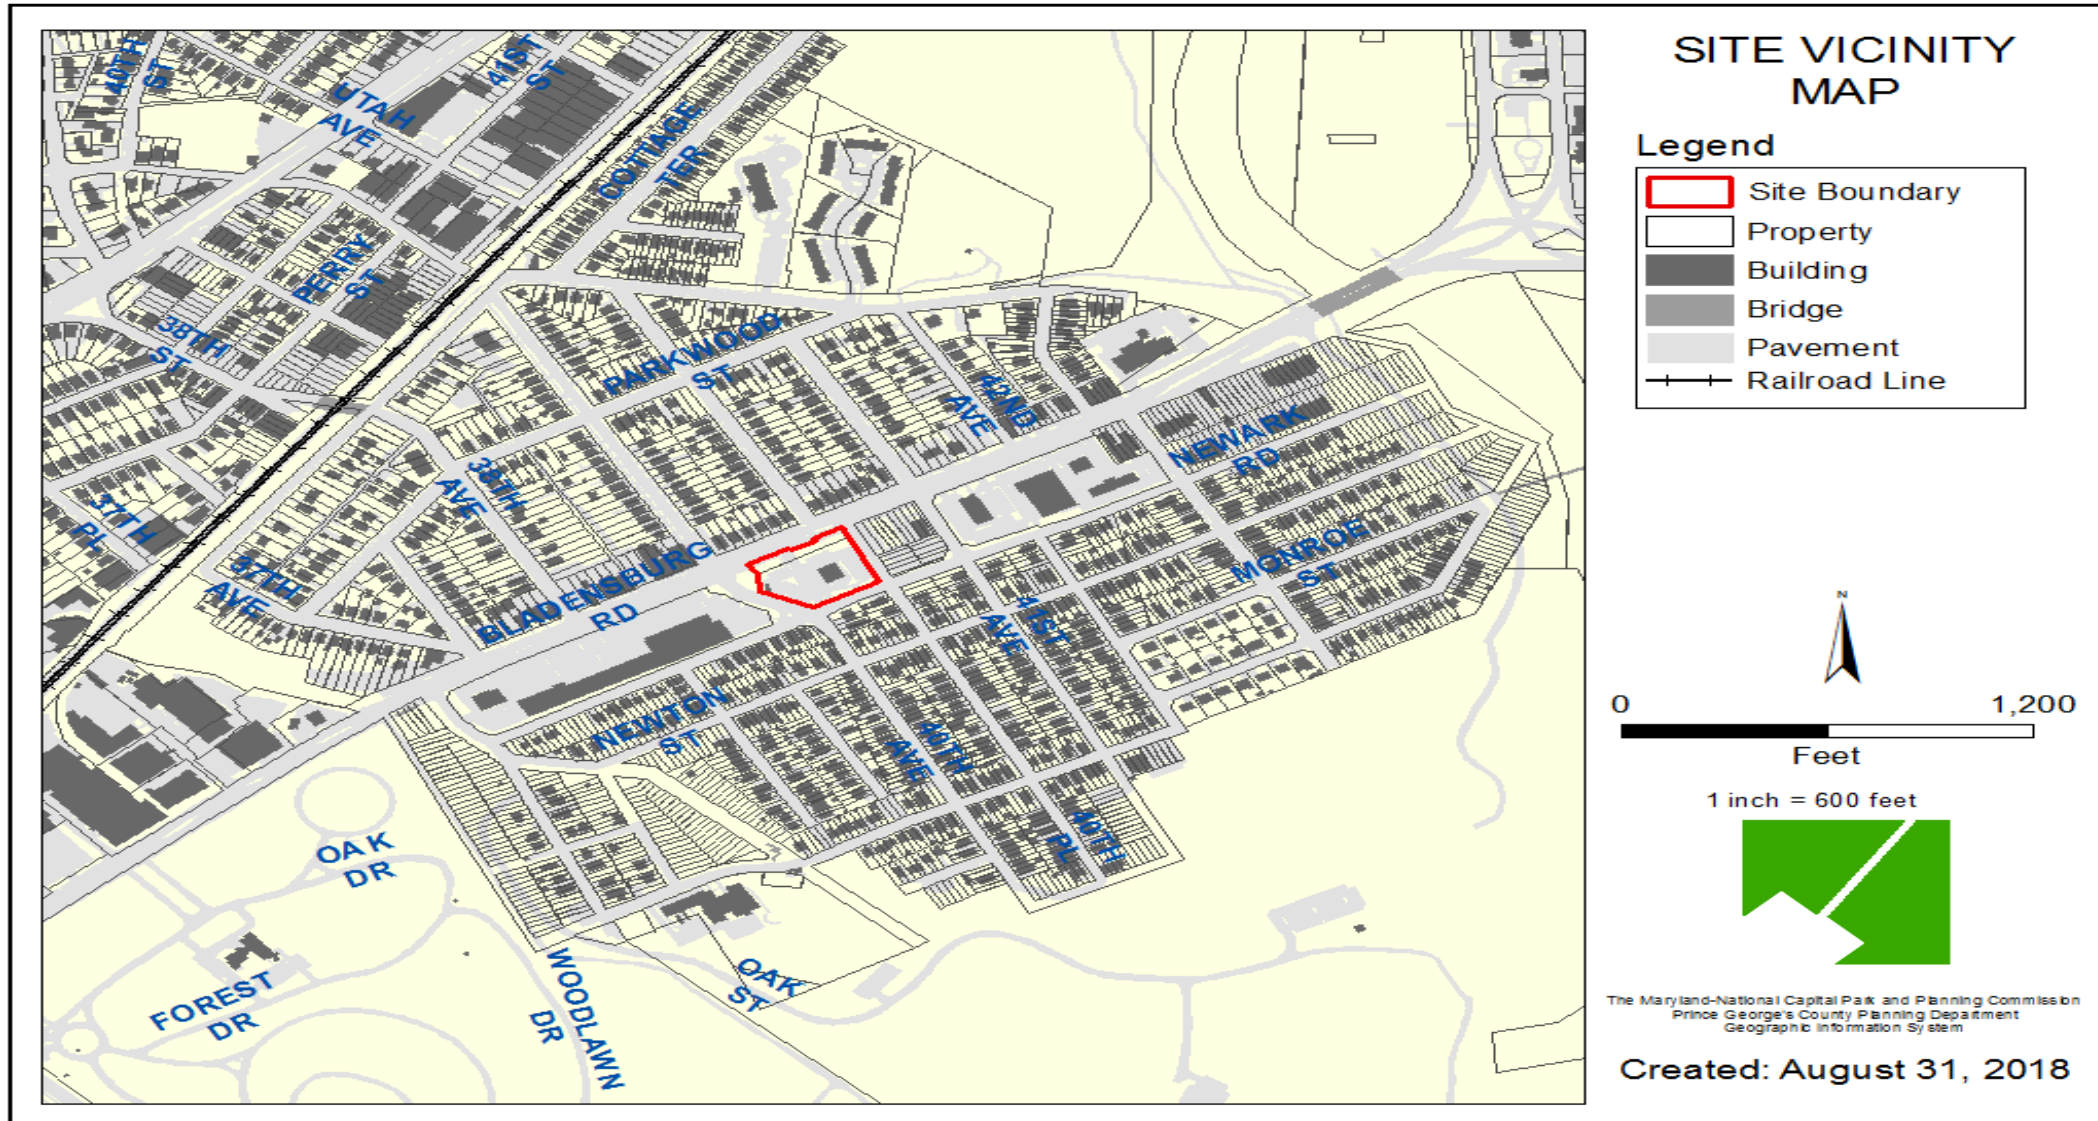 40TH
ST
UTAH
AVE
41ST
ST
COTTAGE
TER
PERRY
ST
38TH
ST
PARKWOOD
ST
42ND
AVE
NEWARK
RD
38TH
AVE
37TH
PL
37TH
AVE
BLADENSBURG
RD
MONROE
ST
41ST
AVE
NEWTON
ST
40TH
AVE
40TH
PL
OAK
DR
FOREST
DR
WOODLAWN
DR
OAK
ST
SITE VICINITY
MAP
Legend
Site Boundary
Property
Building
Bridge
Pavement
Railroad Line
N
0 1,200
Feet
1 inch = 600 feet
The Maryland-National Capital Park and Planning Commission
Prince George's County Planning Department
Geographic Information System
Created: August 31, 2018